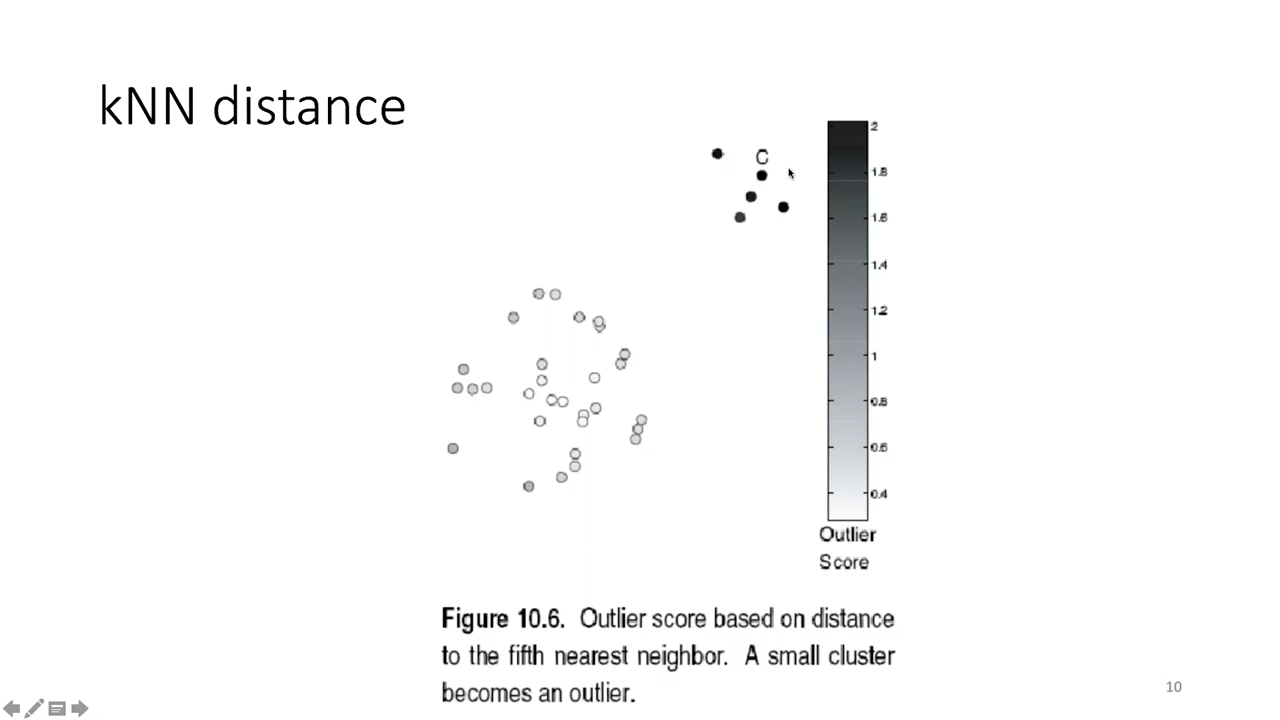 kNN distance
C
2
1.8
1.6
1.4
1.2
1
0.8
0.6
0.4
Outlier
Score
Figure 10.6. Outlier score based on distance
to the fifth nearest neighbor. A small cluster
becomes an outlier.
10